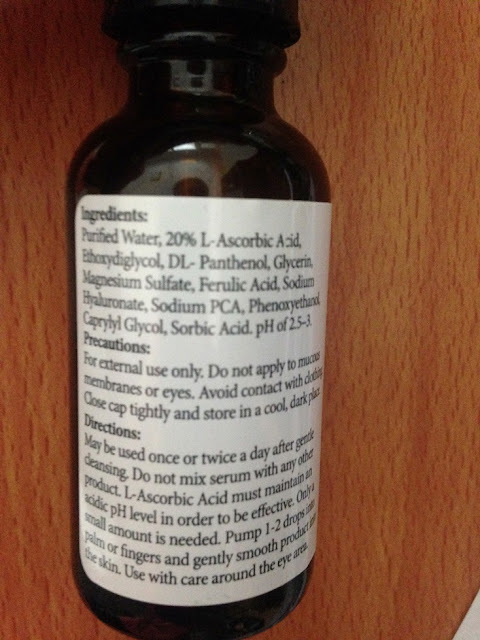 Ingredients:
Purified Water, 20% L-Ascorbic Acid,
Ethoxydiglycol, DL- Panthenol, Glycerin,
Magnesium Sulfate, Ferulic Acid, Sodium
Hyaluronate, Sodium PCA, Phenoxyethanol,
Caprylyl Glycol, Sorbic Acid. pH of 2.5-3.
Precautions:
For external use only. Do not apply to mucous
membranes or eyes. Avoid contact with clothing.
Close cap tightly and store in a cool, dark place.
Directions:
May be used once or twice a day after gentle
cleansing. Do not mix serum with any other
product. L-Ascorbic Acid must maintain an
acidic pH level in order to be effective. Only a
small amount is needed. Pump 1-2 drops
palm or fingers and gently smooth product
the skin. Use with care around the eye area.